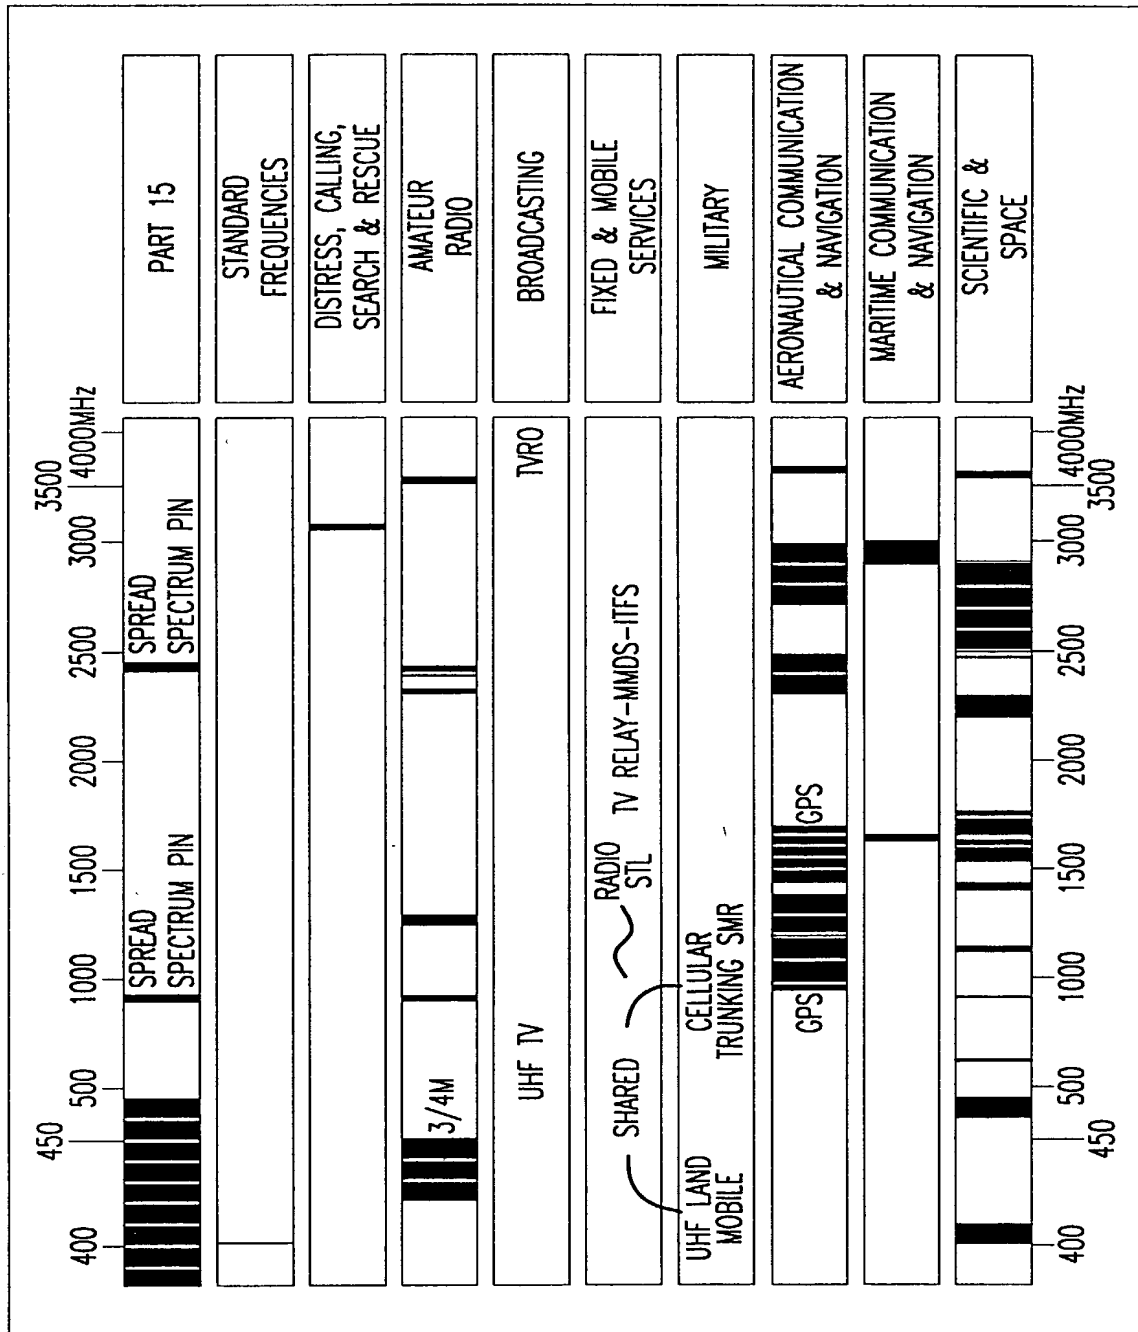 PART 15
STANDARD
FREQUENCIES
DISTRESS, CALLING,
SEARCH & RESCUE
AMATEUR
RADIO
BROADCASTING
FIXED & MOBILE
SERVICES
MILITARY
AERONAUTICAL COMMUNICATION
& NAVIGATION
MARITIME COMMUNICATION
& NAVIGATION
SCIENTIFIC &
SPACE
400
450
500
1000
1500
2000
2500
3000
3500
4000MHz
SPREAD
SPECTRUM PIN
SPREAD
SPECTRUM PIN
3/4M
UHF TV
TVRO
SHARED
RADIO
STL
TV RELAY-MMDS-ITFS
UHF LAND
MOBILE
CELLULAR
TRUNKING SMR
GPS
GPS
400
450
500
1000
1500
2000
2500
3000
3500
4000MHz